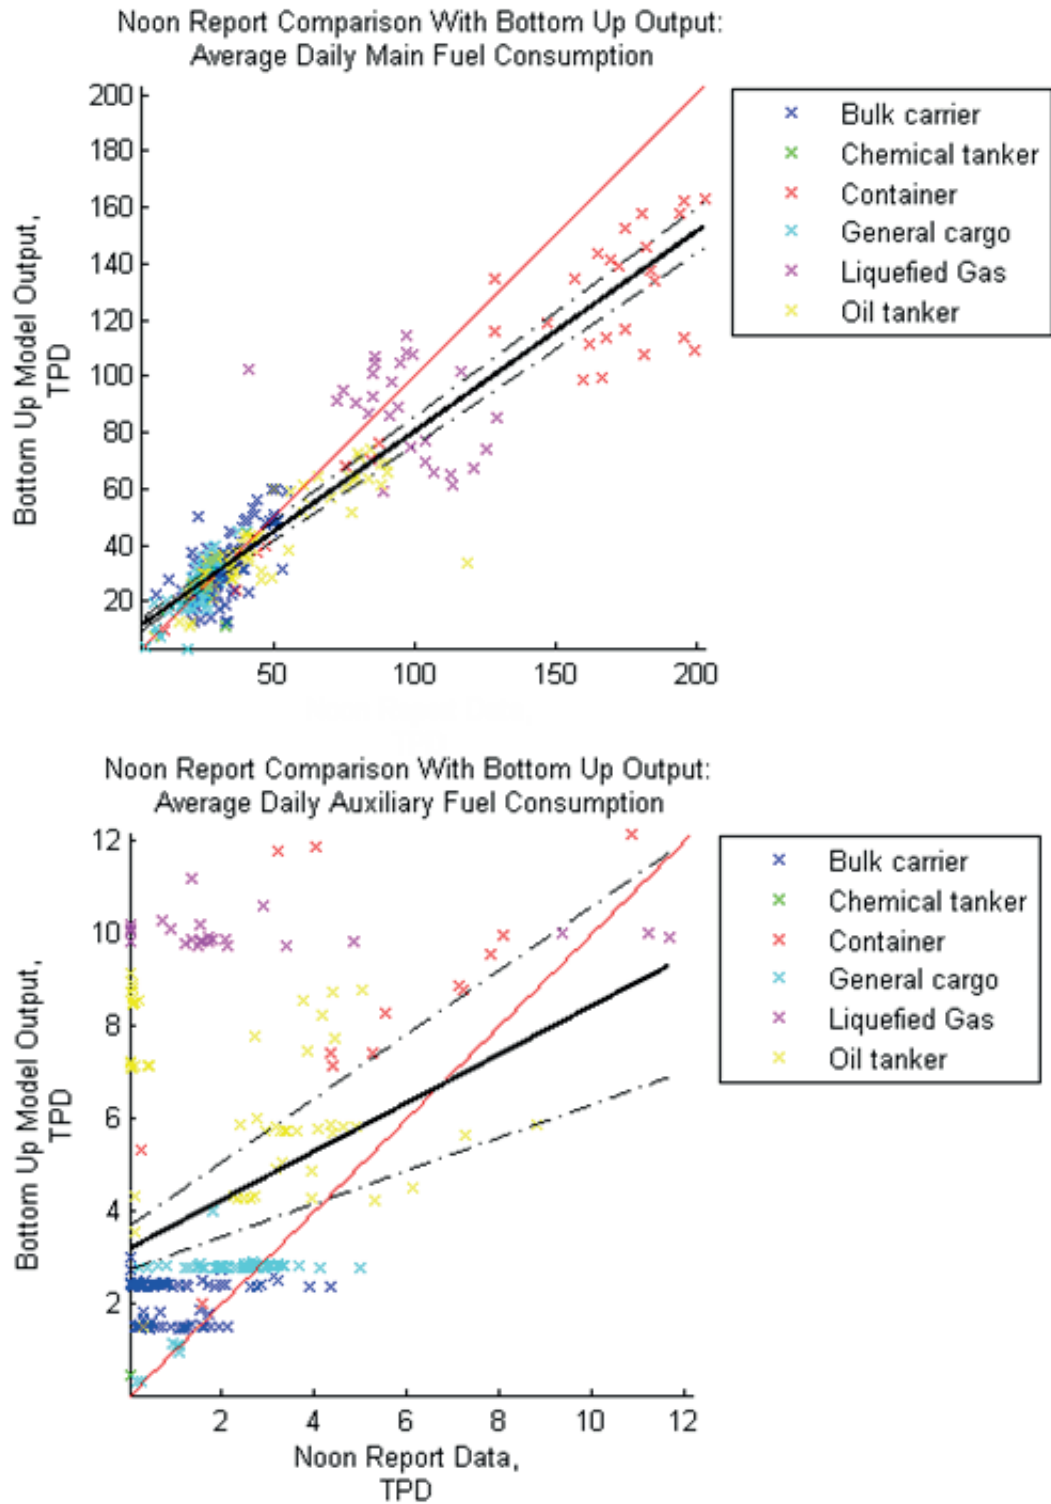 Noon Report Comparison With Bottom Up Output:
Average Daily Main Fuel Consumption
Bottom Up Model Output,
TPD
200
180
160
140
120
100
80
60
40
20
50
100
150
200
Bulk carrier
Chemical tanker
Container
General cargo
Liquefied Gas
Oil tanker
Noon Report Comparison With Bottom Up Output:
Average Daily Auxiliary Fuel Consumption
Bottom Up Model Output,
TPD
12
10
8
6
4
2
2
4
6
8
10
12
Noon Report Data,
TPD
Bulk carrier
Chemical tanker
Container
General cargo
Liquefied Gas
Oil tanker